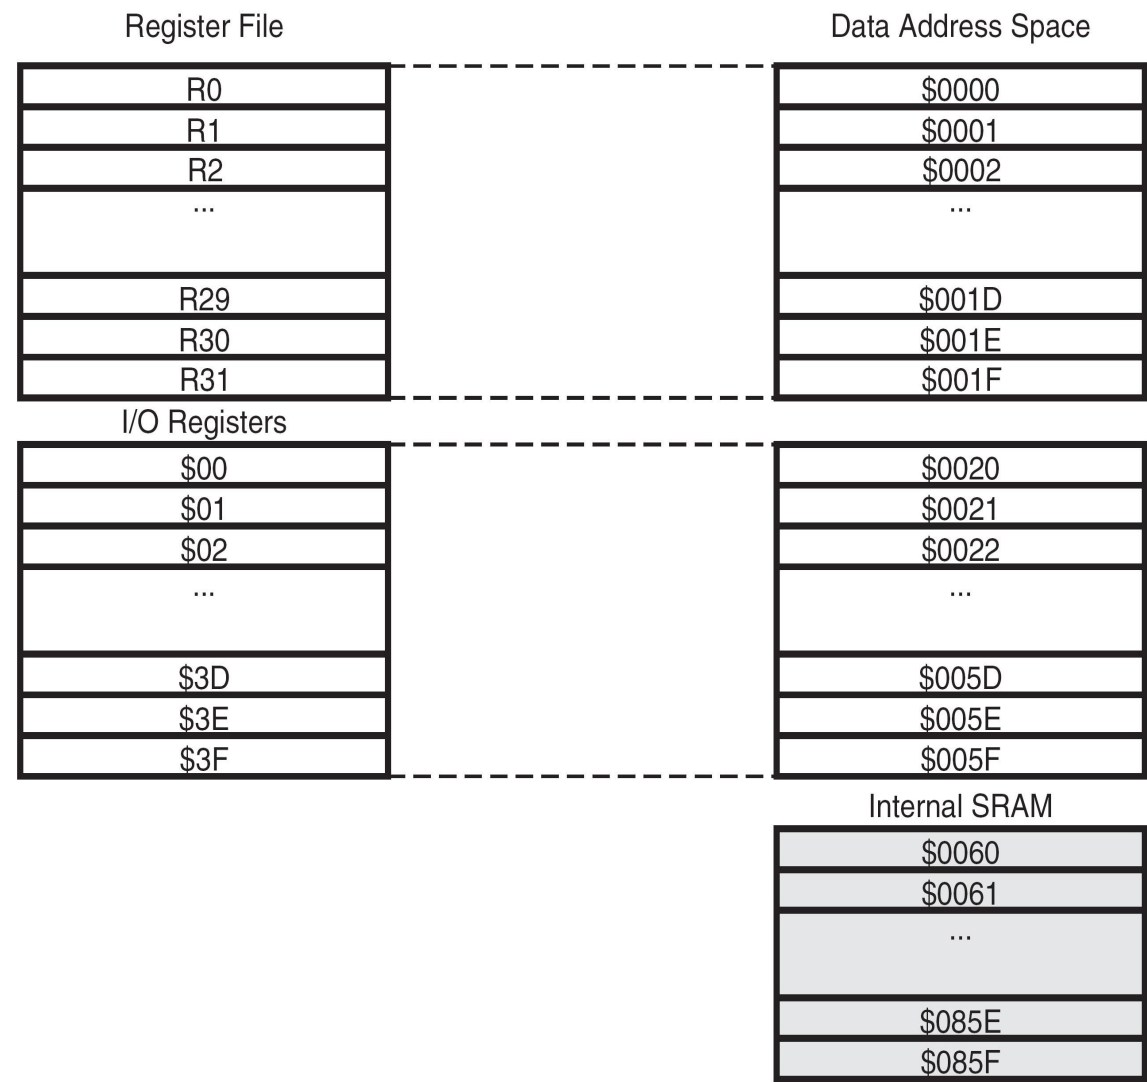 Register File Data Address Space
R0 $0000
R1 $0001
R2 $0002
... ...
R29 $001D
R30 $001E
R31 $001F
I/O Registers
$00 $0020
$01 $0021
$02 $0022
... ...
$3D $005D
$3E $005E
$3F $005F
Internal SRAM
$0060
$0061
...
$085E
$085F